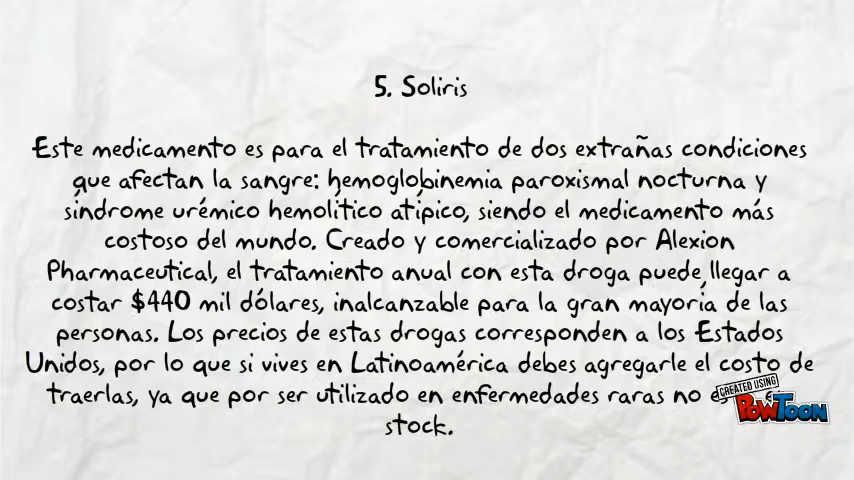 5. Soliris
Este medicamento es para el tratamiento de dos extrañas condiciones
que afectan la sangre: hemoglobinemia paroxismal nocturna y
síndrome urémico hemolítico atípico, siendo el medicamento más
costoso del mundo. Creado y comercializado por Alexion
Pharmaceutical, el tratamiento anual con esta droga puede llegar a
costar $440 mil dólares, inalcanzable para la gran mayoría de las
personas. Los precios de estas drogas corresponden a los Estados
Unidos, por lo que si vives en Latinoamérica debes agregarle el costo de
traerlas, ya que por ser utilizado en enfermedades raras no
stock.
CREATED USING
POWTOON